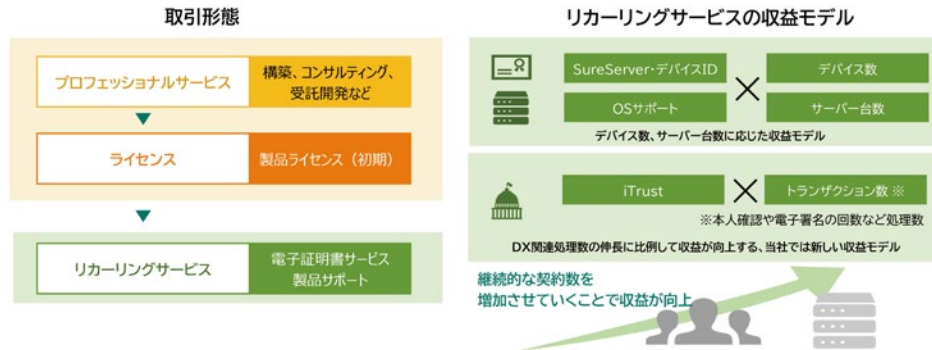 取引形態
プロフェッショナルサービス
構築、コンサルティング、
受託開発など
ライセンス
製品ライセンス（初期）
リカーリングサービス
電子証明書サービス
製品サポート
リカーリングサービスの収益モデル
SureServer・デバイスID
×
デバイス数
OSサポート
サーバー台数
デバイス数、サーバー台数に応じた収益モデル
iTrust
×
トランザクション数 ※
※本人確認や電子署名の回数など処理数
DX関連処理数の伸長に比例して収益が向上する、当社では新しい収益モデル
継続的な契約数を
増加させていくことで収益が向上